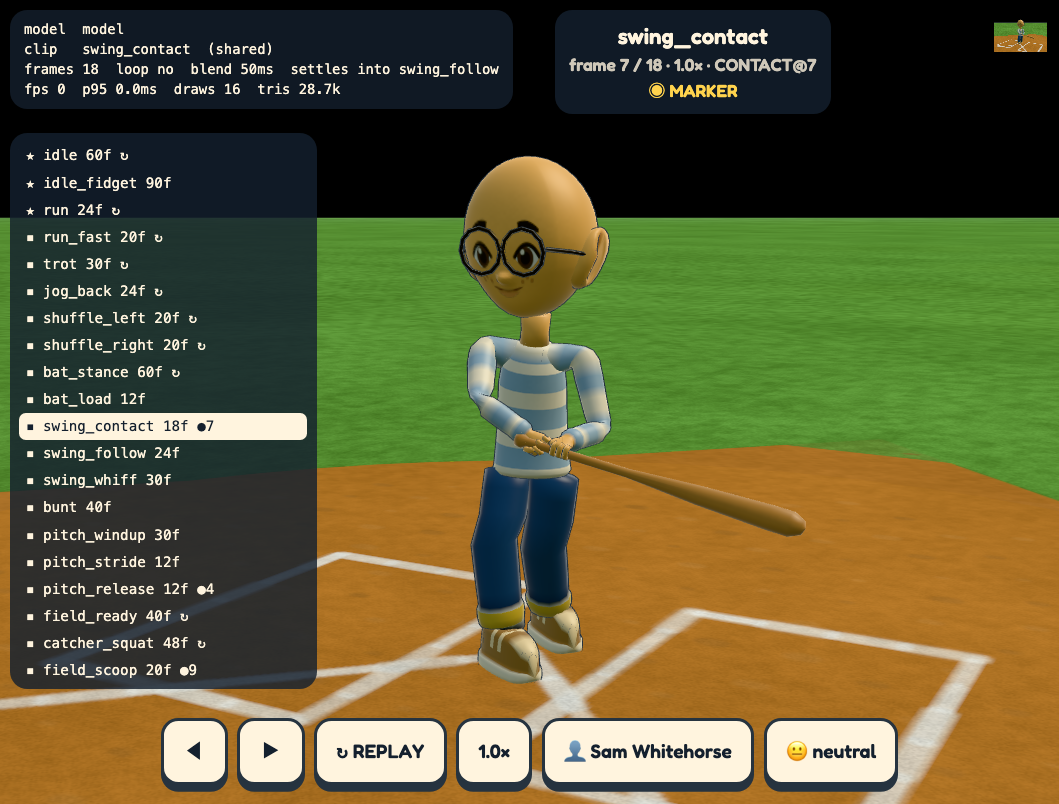 model  model
clip   swing_contact  (shared)
frames 18  loop no  blend 50ms  settles into swing_follow
fps 0  p95 0.0ms  draws 16  tris 28.7k
swing_contact
frame 7 / 18 · 1.0× · CONTACT@7
◉ MARKER
★ idle 60f ↻
★ idle_fidget 90f
★ run 24f ↻
▪ run_fast 20f ↻
▪ trot 30f ↻
▪ jog_back 24f ↻
▪ shuffle_left 20f ↻
▪ shuffle_right 20f ↻
▪ bat_stance 60f ↻
▪ bat_load 12f
▪ swing_contact 18f ●7
▪ swing_follow 24f
▪ swing_whiff 30f
▪ bunt 40f
▪ pitch_windup 30f
▪ pitch_stride 12f
▪ pitch_release 12f ●4
▪ field_ready 40f ↻
▪ catcher_squat 48f ↻
▪ field_scoop 20f ●9
◀ ▶ ↻ REPLAY 1.0× 👤 Sam Whitehorse 😐 neutral